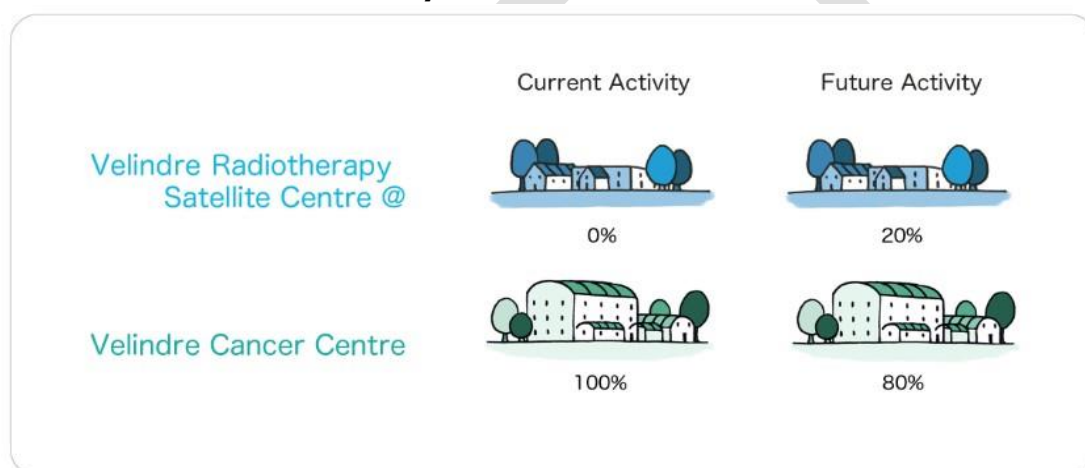 Current Activity Future Activity
Velindre Radiotherapy
Satellite Centre @
0% 20%
Velindre Cancer Centre
100% 80%